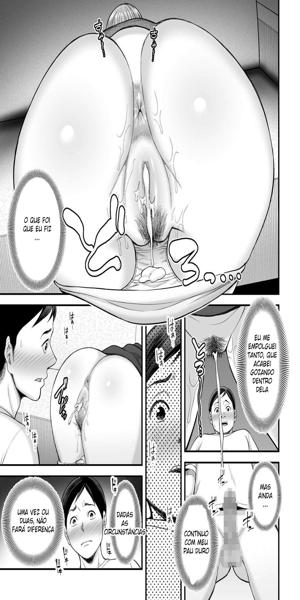 O QUE FOI
QUE EU FIZ
...
EU ME
EMPOLGUEI
TANTO, QUE
ACABEI
GOZANDO
DENTRO
DELA
MAS
AINDA
...
CONTINUO
COM MEU
PAU DURO
DADAS AS
CIRCUNSTÂNCIAS
UMA VEZ OU
DUAS, NÃO
FARÁ DIFERENÇA